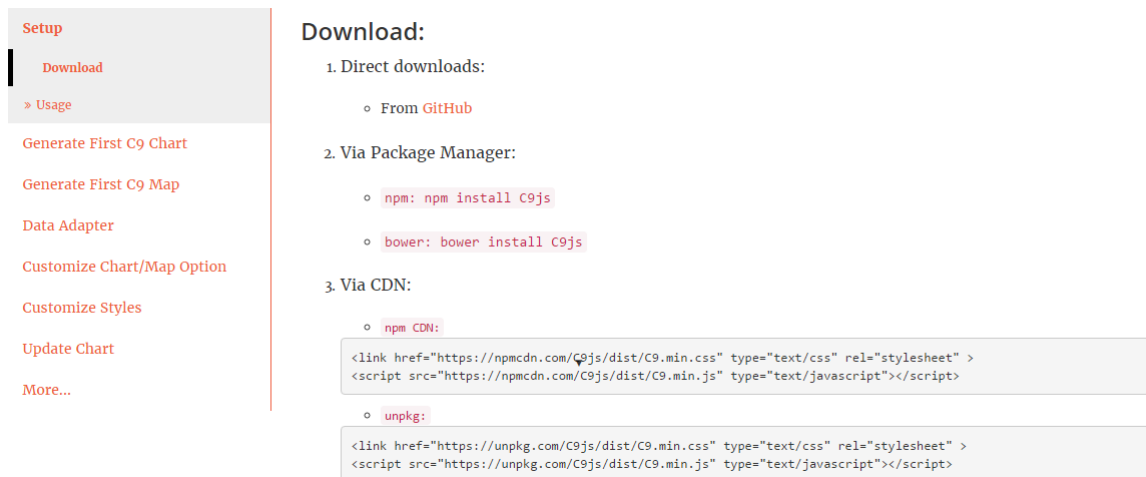 Setup
Download
» Usage
Generate First C9 Chart
Generate First C9 Map
Data Adapter
Customize Chart/Map Option
Customize Styles
Update Chart
More...
Download:
1. Direct downloads:
From GitHub
2. Via Package Manager:
npm: npm install C9js
bower: bower install C9js
3. Via CDN:
npm CDN:
<link href="https://npmcdn.com/C9js/dist/C9.min.css" type="text/css" rel="stylesheet" >
<script src="https://npmcdn.com/C9js/dist/C9.min.js" type="text/javascript"></script>
unpkg:
<link href="https://unpkg.com/C9js/dist/C9.min.css" type="text/css" rel="stylesheet" >
<script src="https://unpkg.com/C9js/dist/C9.min.js" type="text/javascript"></script>